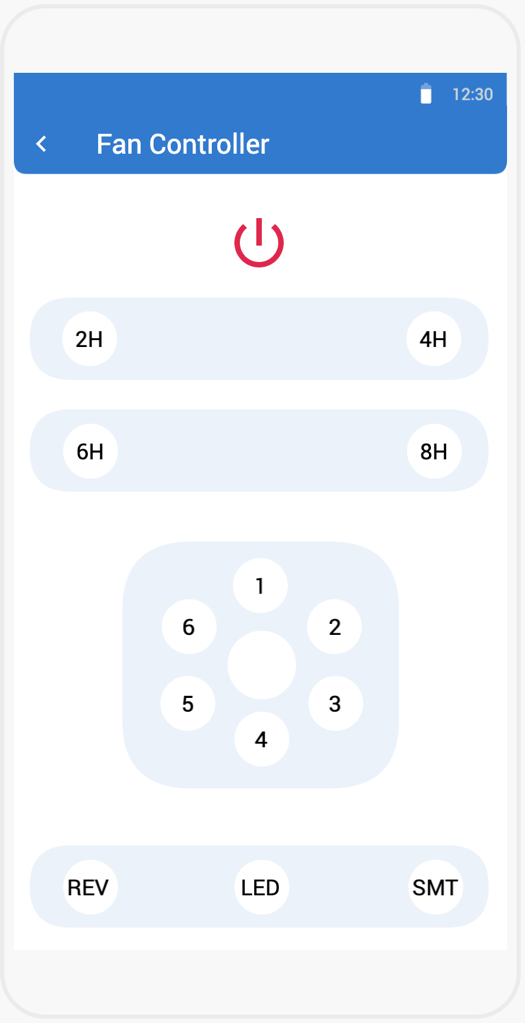 12:30
Fan Controller
2H 4H
6H 8H
1
6 2
5 3
4
REV LED SMT